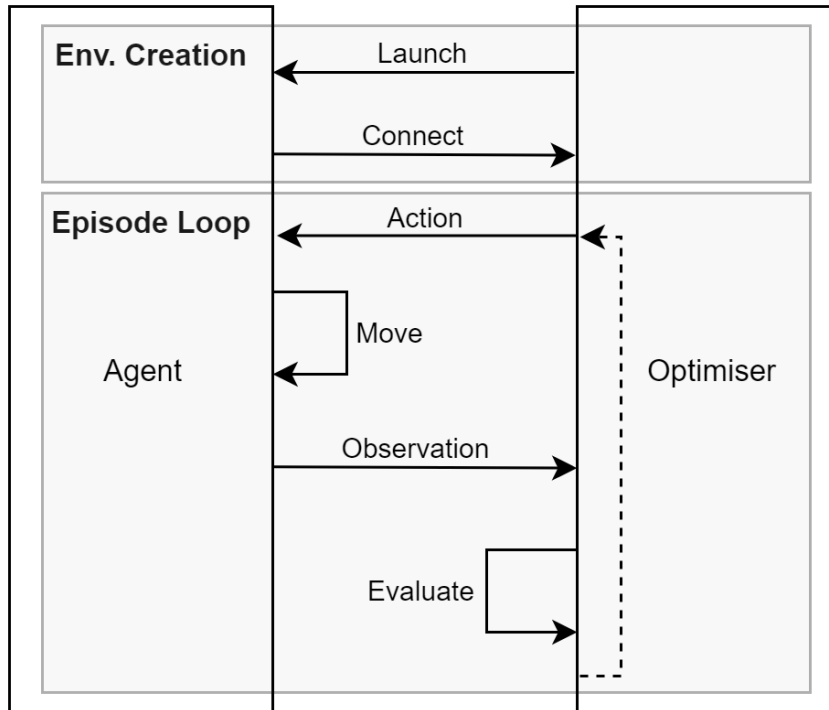 Env. Creation
Launch
Connect
Episode Loop
Action
Move
Agent
Optimiser
Observation
Evaluate